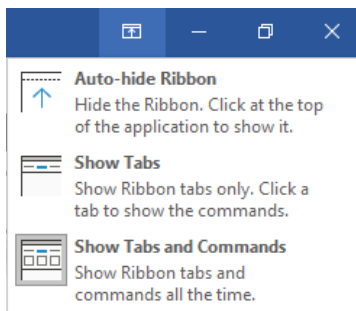 Auto-hide Ribbon
Hide the Ribbon. Click at the top
of the application to show it.
Show Tabs
Show Ribbon tabs only. Click a
tab to show the commands.
Show Tabs and Commands
Show Ribbon tabs and
commands all the time.